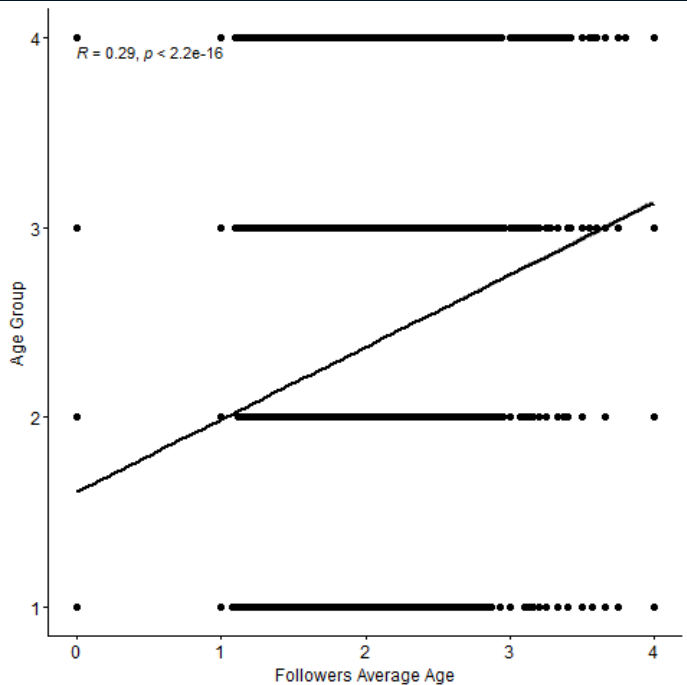 4
R = 0.29, p < 2.2e-16
3
Age Group
2
1
0 1 2 3 4
Followers Average Age